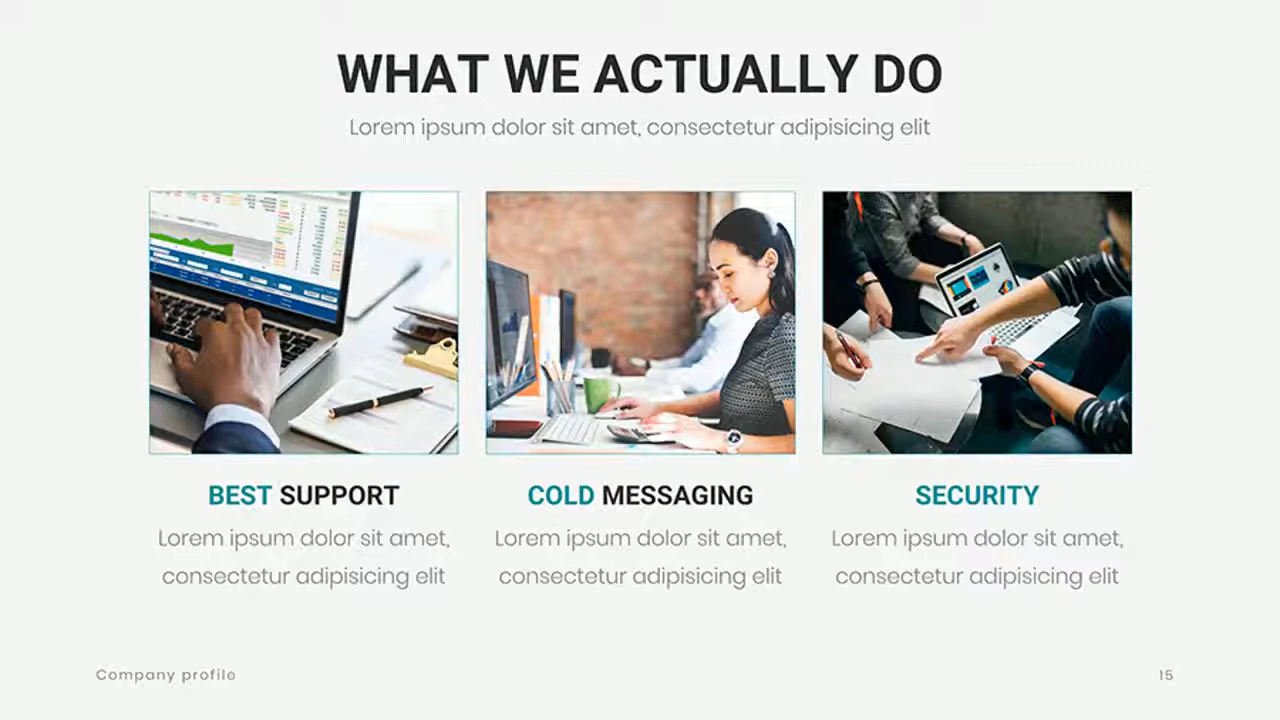 WHAT WE ACTUALLY DO
Lorem ipsum dolor sit amet, consectetur adipisicing elit
BEST SUPPORT
Lorem ipsum dolor sit amet,
consectetur adipisicing elit
COLD MESSAGING
Lorem ipsum dolor sit amet,
consectetur adipisicing elit
SECURITY
Lorem ipsum dolor sit amet,
consectetur adipisicing elit
Company profile
15